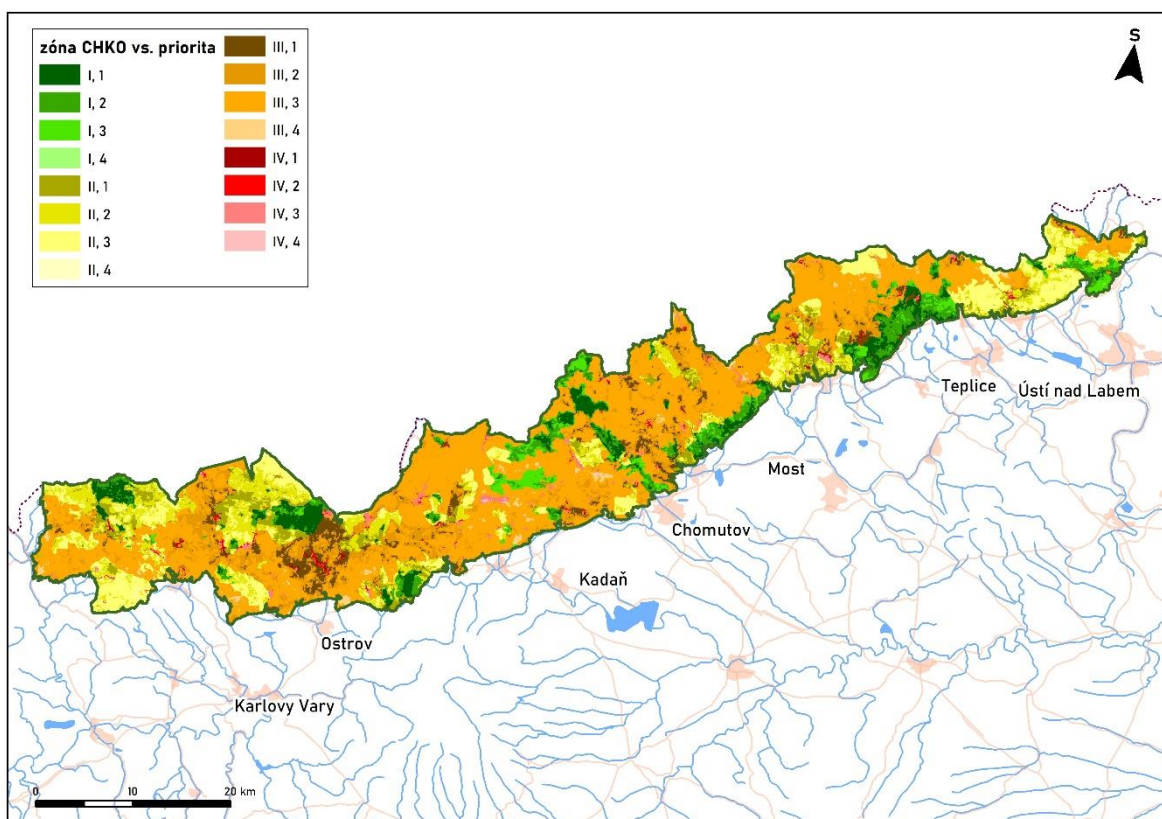 zóna CHKO vs. priorita
I, 1
I, 2
I, 3
I, 4
II, 1
II, 2
II, 3
II, 4
III, 1
III, 2
III, 3
III, 4
IV, 1
IV, 2
IV, 3
IV, 4
S
Teplice
Ústí nad Labem
Most
Chomutov
Kadaň
Ostrov
Karlovy Vary
0 10 20 km